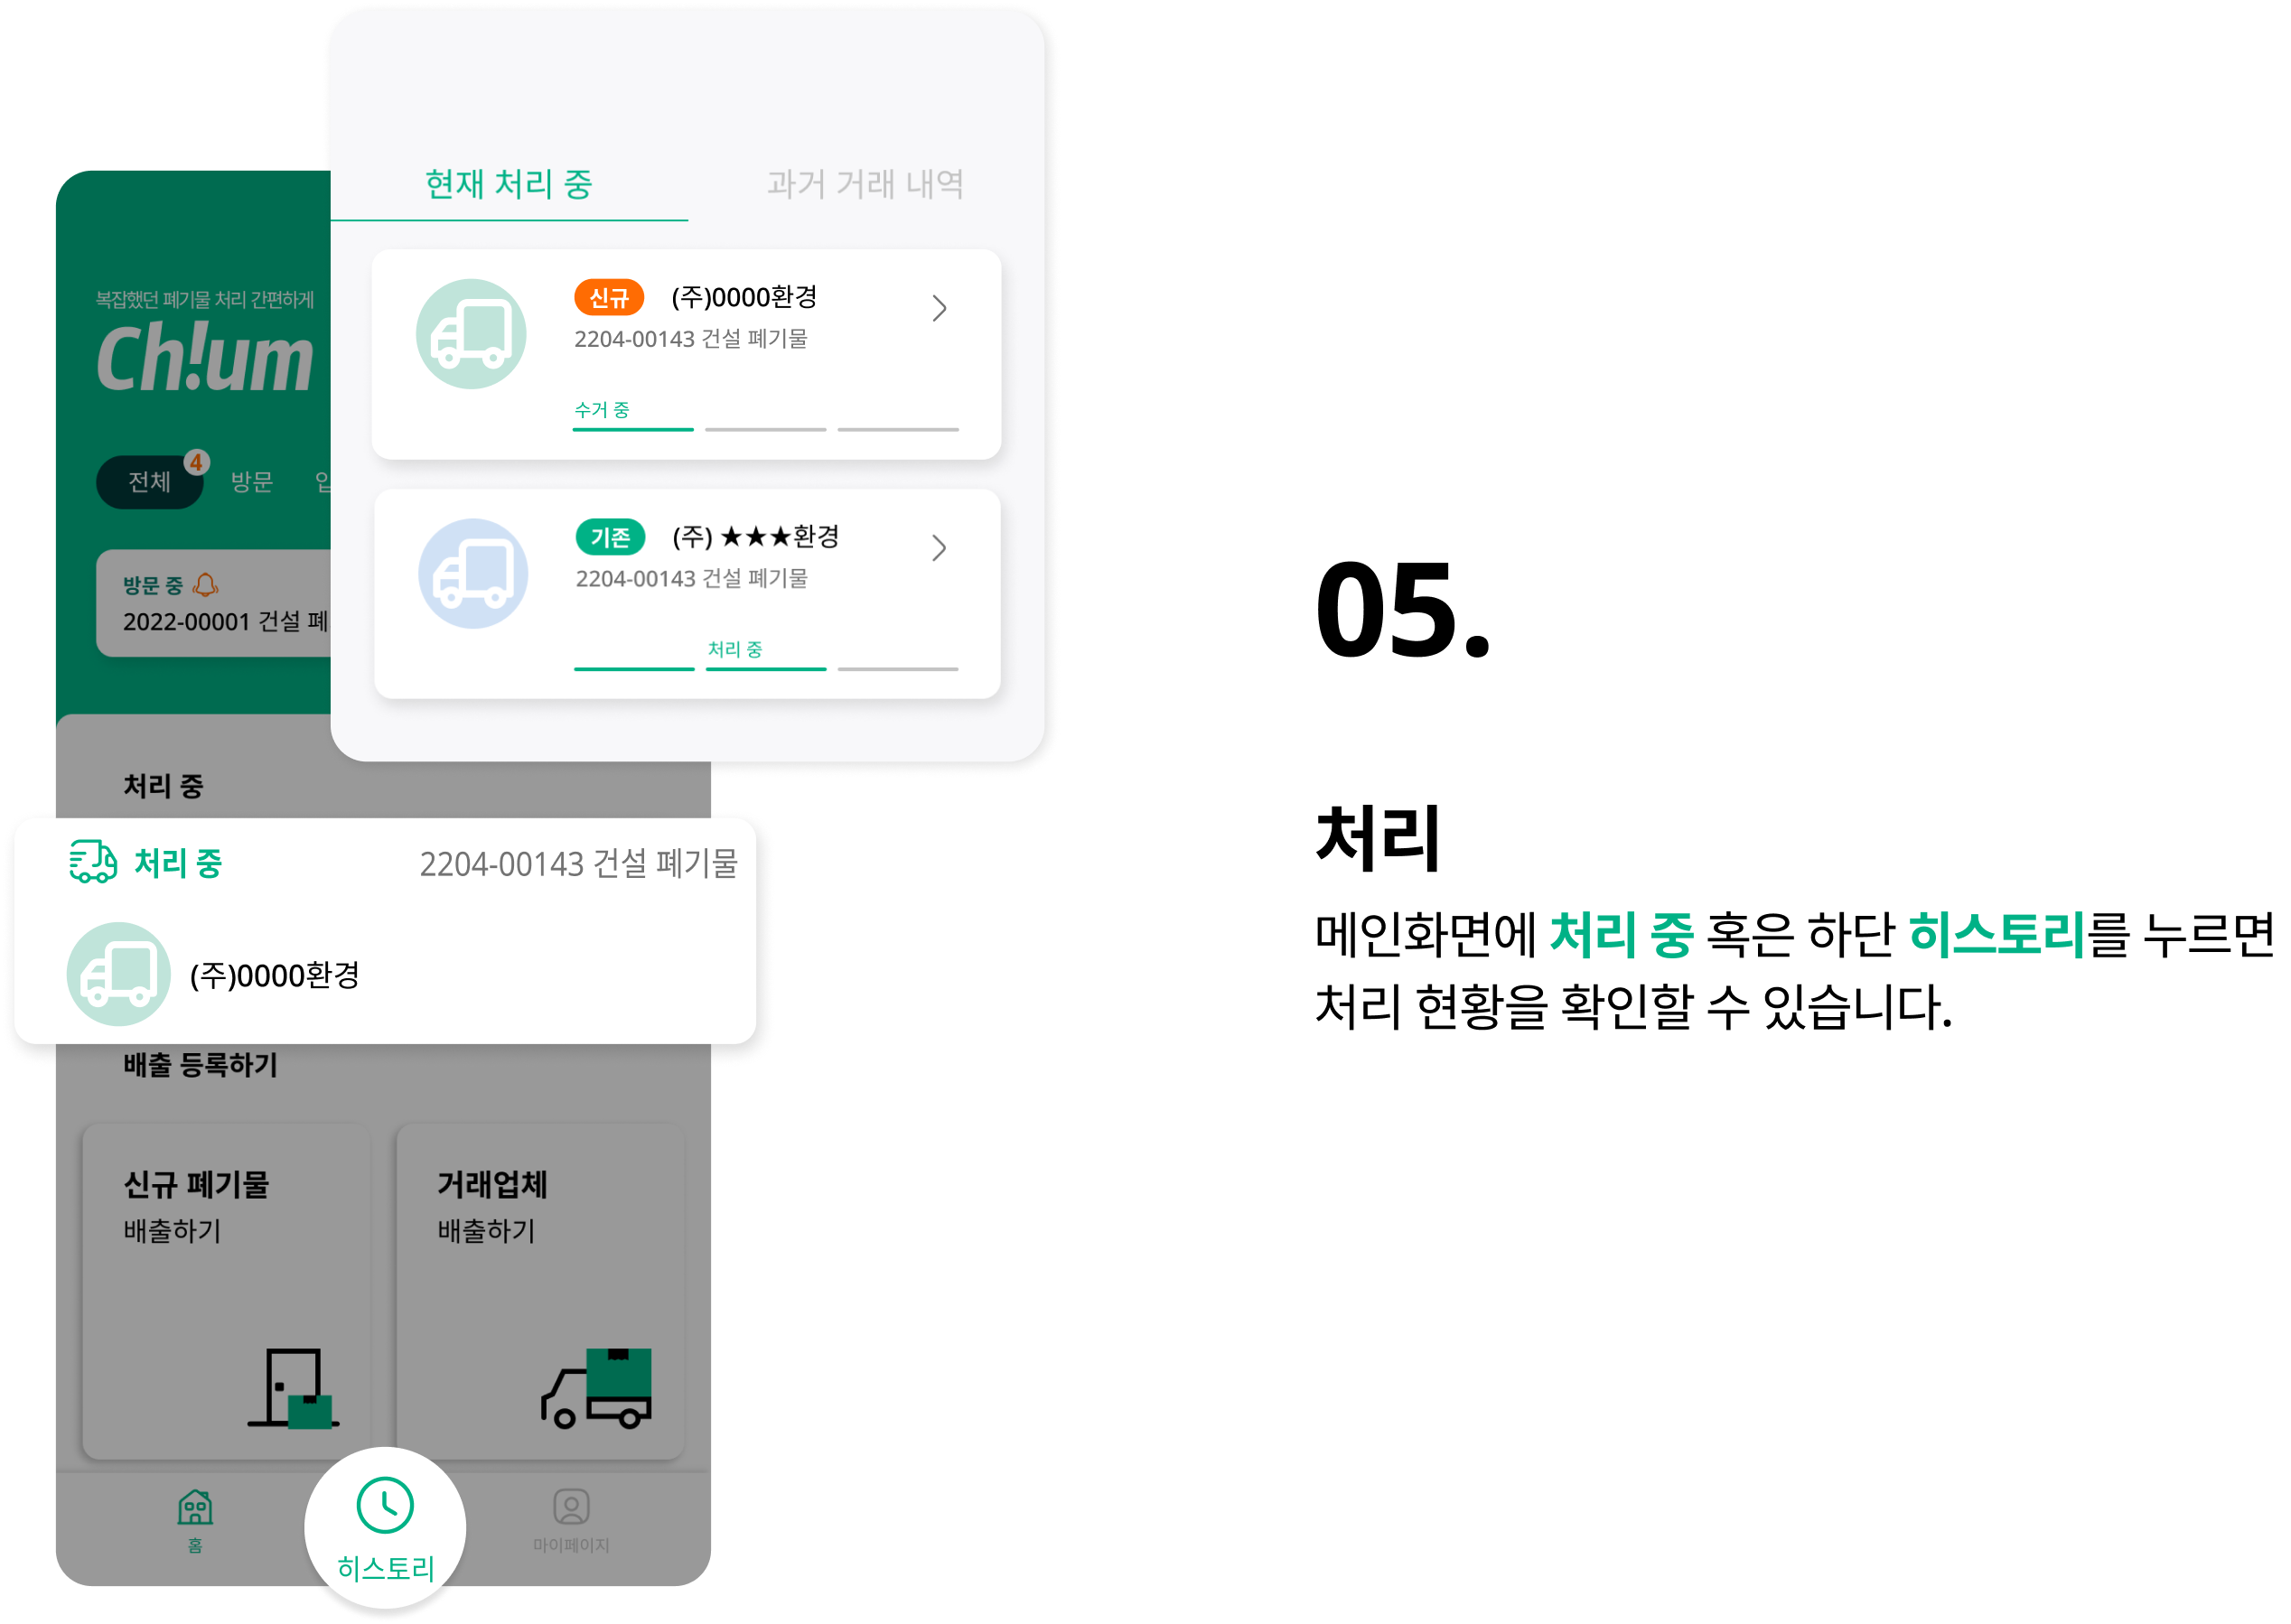 현재 처리 중
과거 거래 내역
신규 (주)0000환경
2204-00143 건설 폐기물
수거 중
기존 (주) ★★★환경
2204-00143 건설 폐기물
처리 중
복잡했던 폐기물 처리 간편하게
Ch!um
전체 4 방문
방문 중
2022-00001 건설 폐
처리 중
처리 중 2204-00143 건설 폐기물
(주)0000환경
배출 등록하기
신규 폐기물
배출하기
거래업체
배출하기
홈
히스토리
마이페이지
05.
처리
메인화면에 처리 중 혹은 하단 히스토리를 누르면
처리 현황을 확인할 수 있습니다.